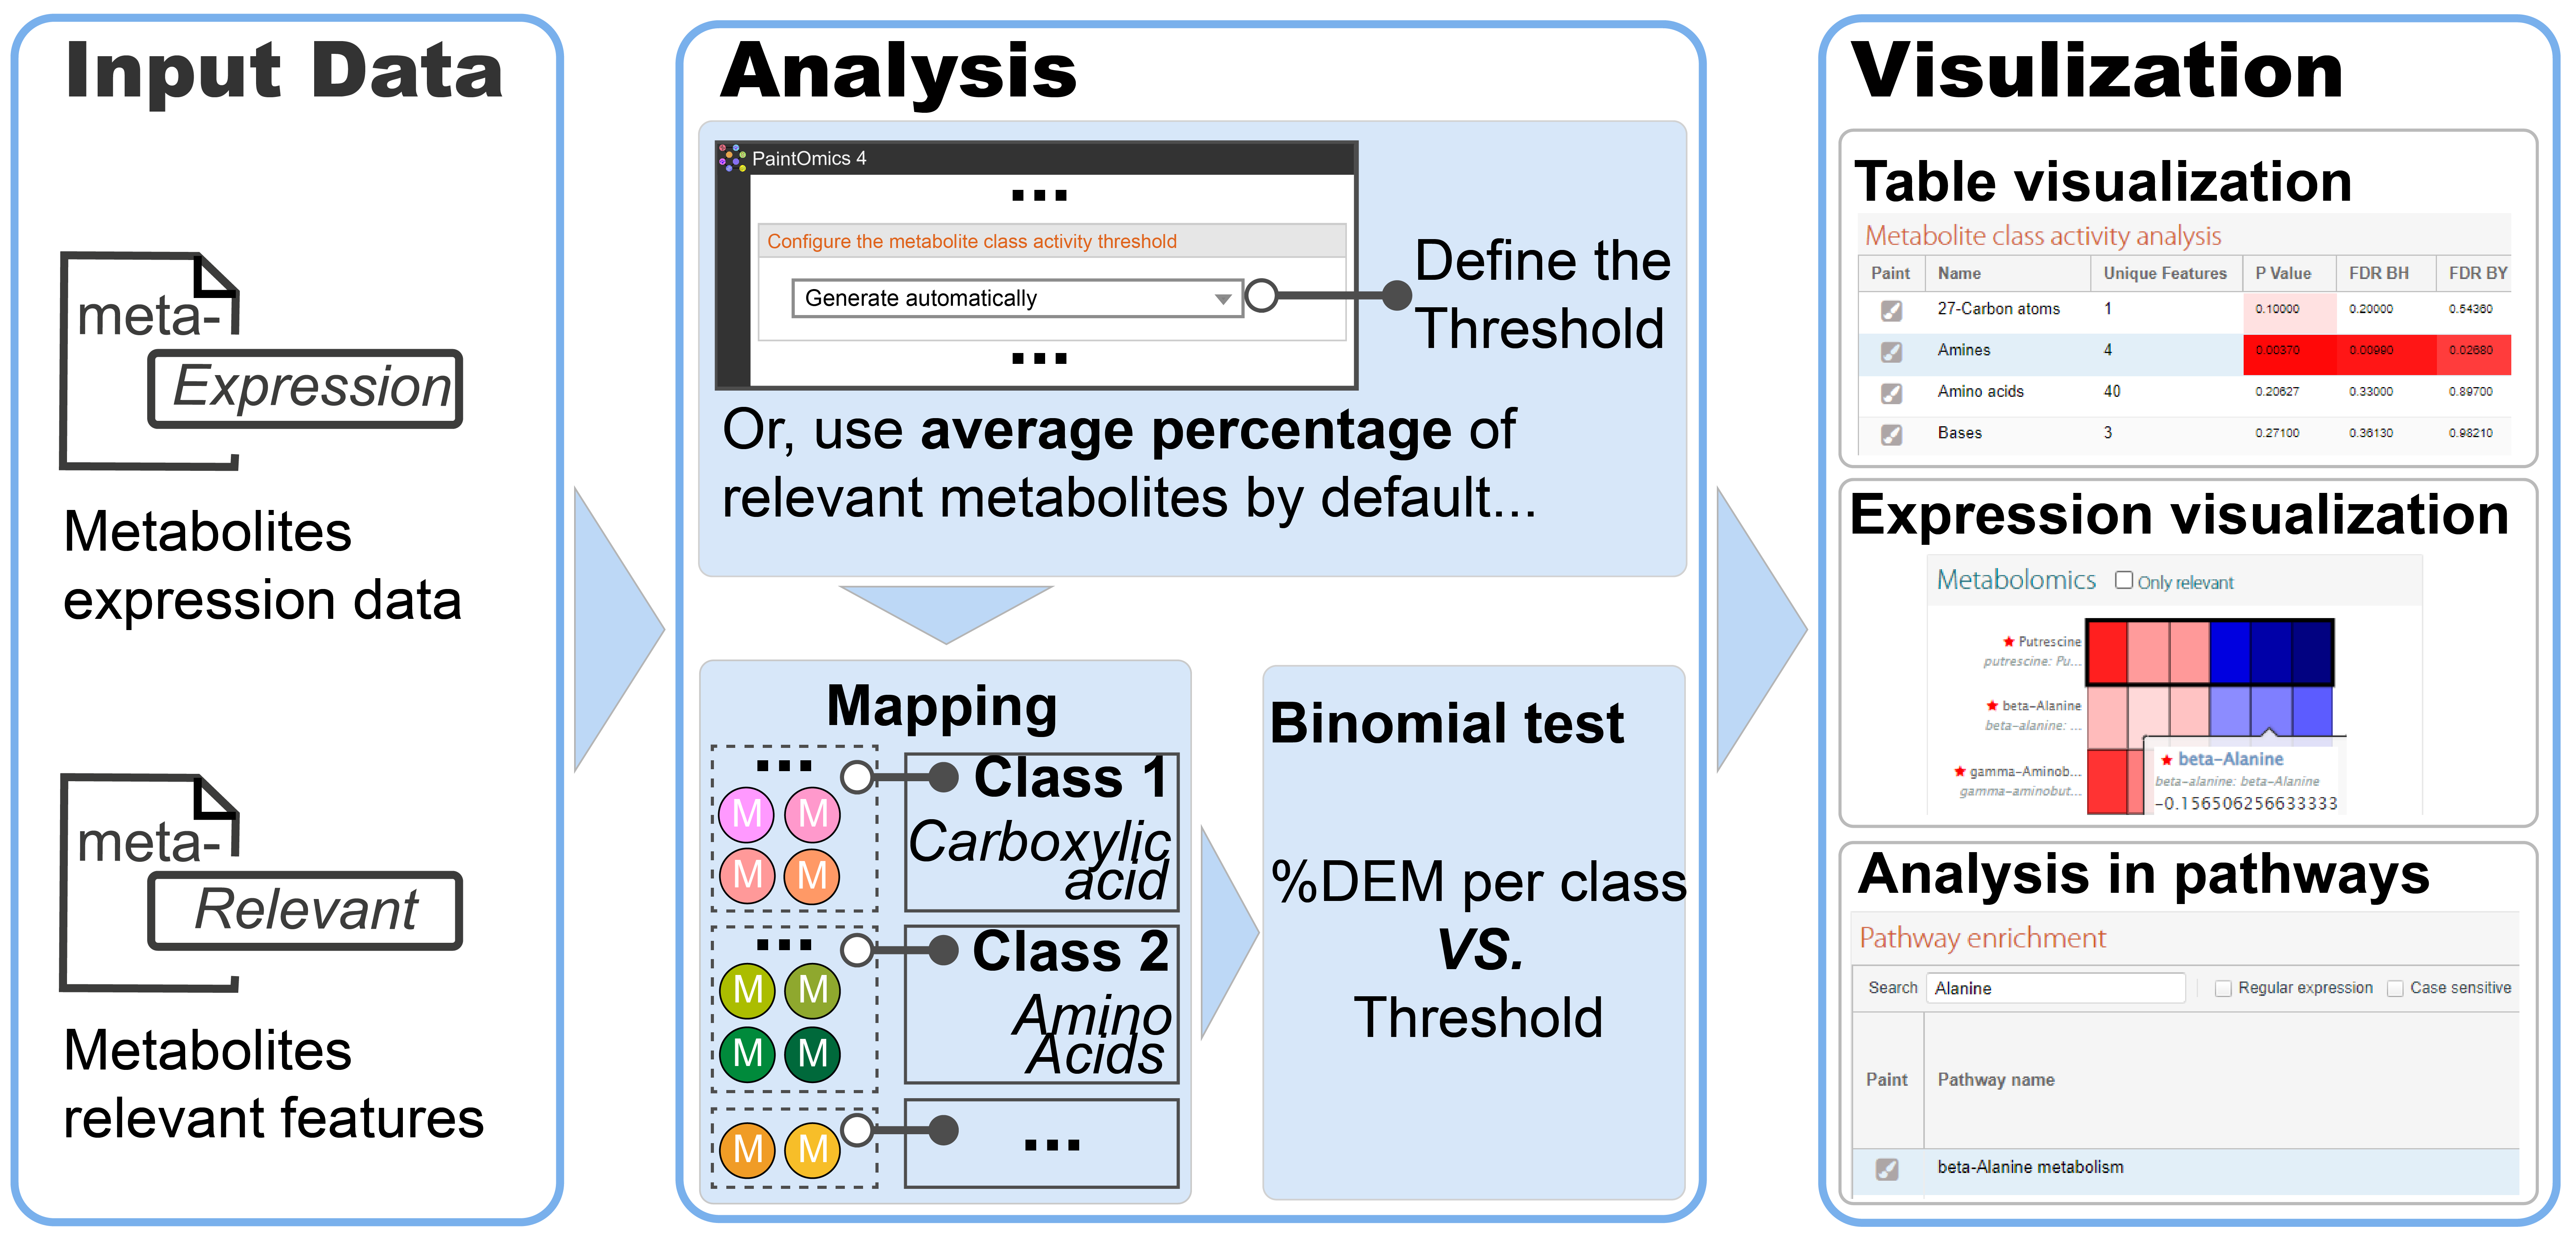 Input Data
meta-
Expression
Metabolites
expression data
meta-
Relevant
Metabolites
relevant features
Analysis
PaintOmics 4
...
Configure the metabolite class activity threshold
Generate automatically
...
Define the
Threshold
Or, use average percentage of
relevant metabolites by default...
Mapping
...
M M
M M
Class 1
Carboxylic
acid
...
M M
M M
Class 2
Amino
Acids
M M
...
Binomial test
%DEM per class
VS.
Threshold
Visulization
Table visualization
Metabolite class activity analysis
Paint Name Unique Features P Value FDR BH FDR BY
27-Carbon atoms 1 0.10000 0.20000 0.54360
Amines 4 0.00370 0.00990 0.02680
Amino acids 40 0.20627 0.33000 0.89700
Bases 3 0.27100 0.36130 0.98210
Expression visualization
Metabolomics Only relevant
Putrescine
putrescine: Pu...
beta-Alanine
beta-alanine: ...
gamma-Aminob...
gamma-aminobut...
beta-Alanine
beta-alanine: beta-Alanine
-0.156506256633333
Analysis in pathways
Pathway enrichment
Search Alanine Regular expression Case sensitive
Paint Pathway name
beta-Alanine metabolism